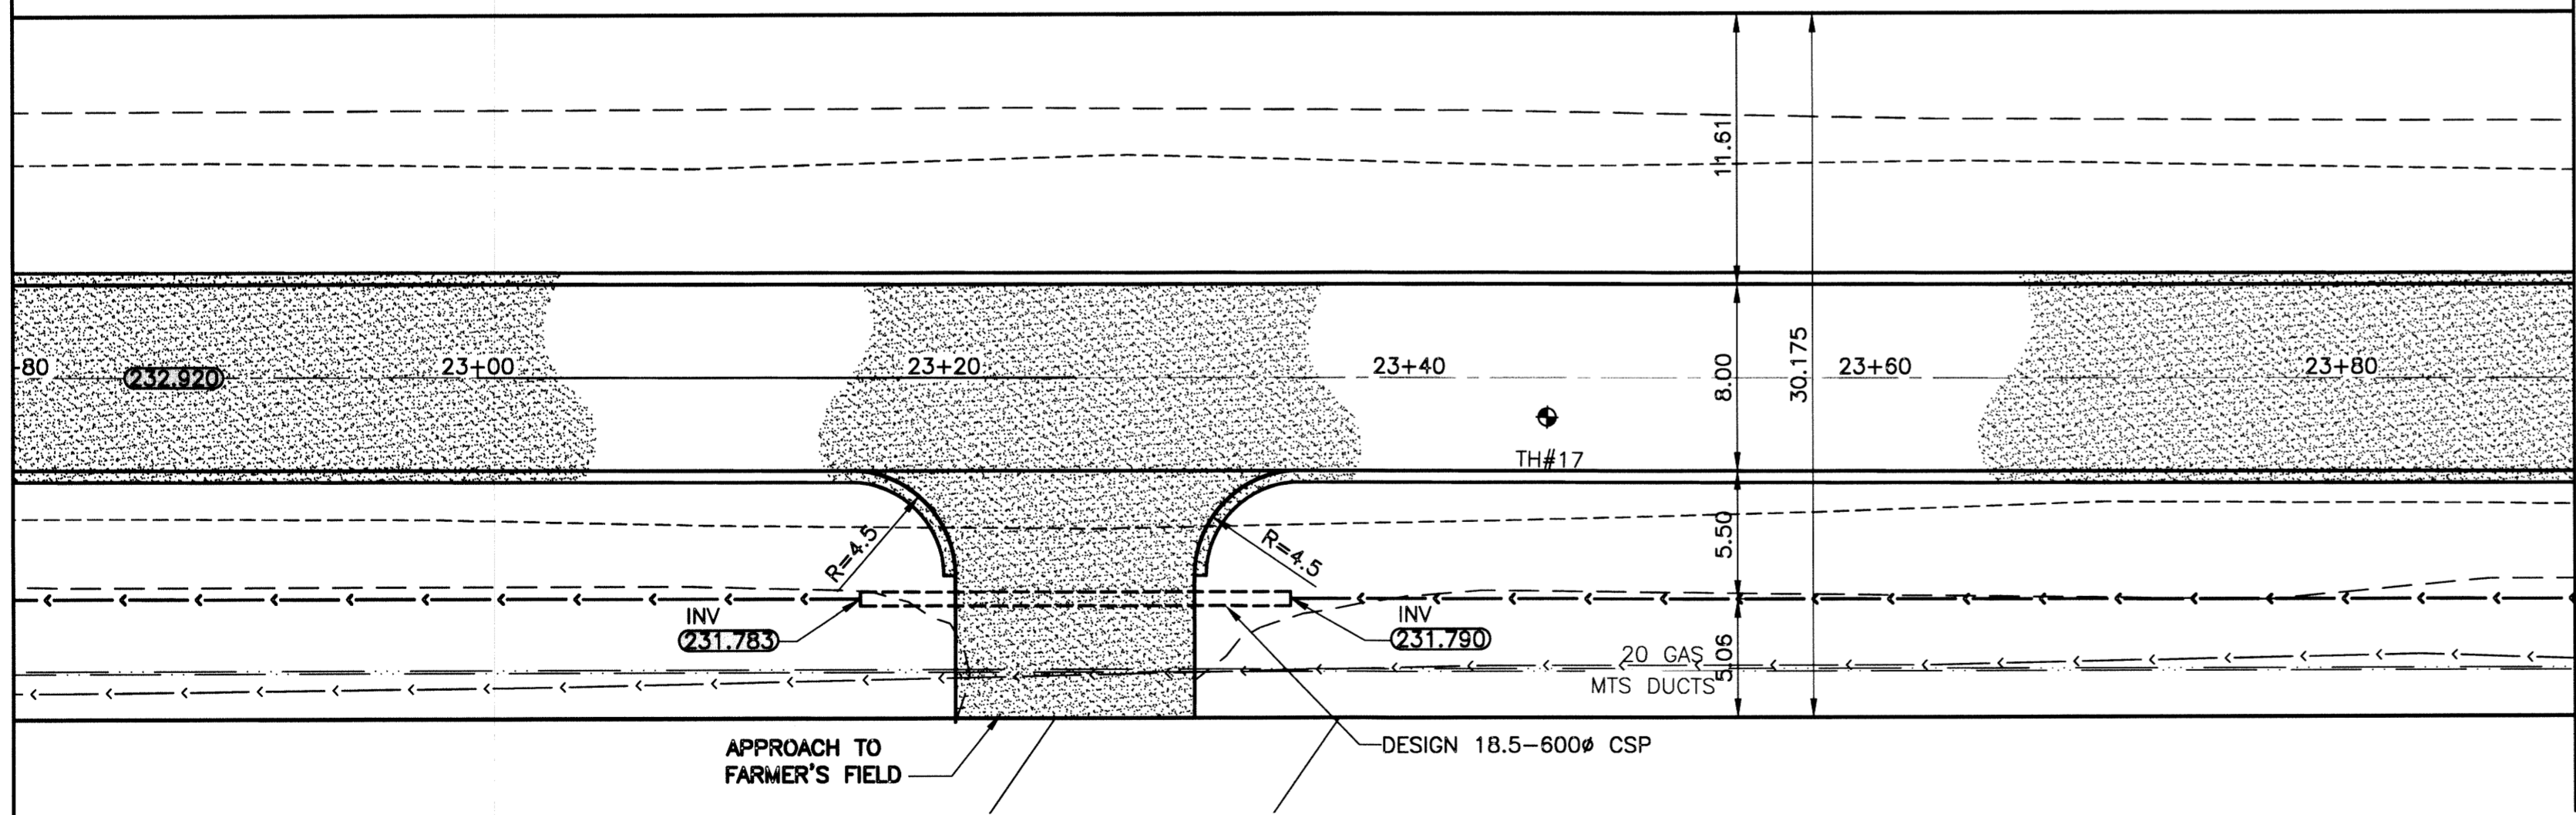 11.61
-80
232.920
23+00
23+20
23+40
23+60
23+80
8.00
30.175
TH#17
R=4.5
R=4.5
5.50
INV
231.783
INV
231.790
20 GAS
MTS DUCTS
5.06
APPROACH TO
FARMER'S FIELD
DESIGN 18.5-600ø CSP